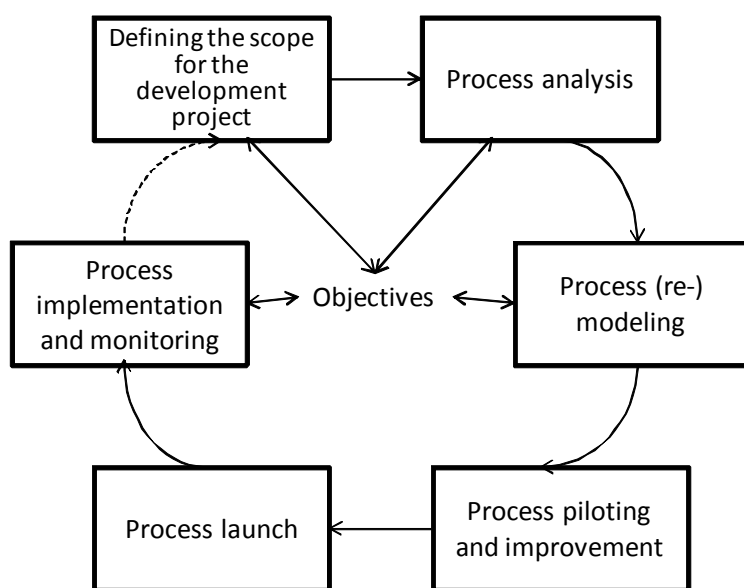 Defining the scope
for the
development
project
Process analysis
Process
implementation
and monitoring
Objectives
Process (re-)
modeling
Process launch
Process piloting
and improvement